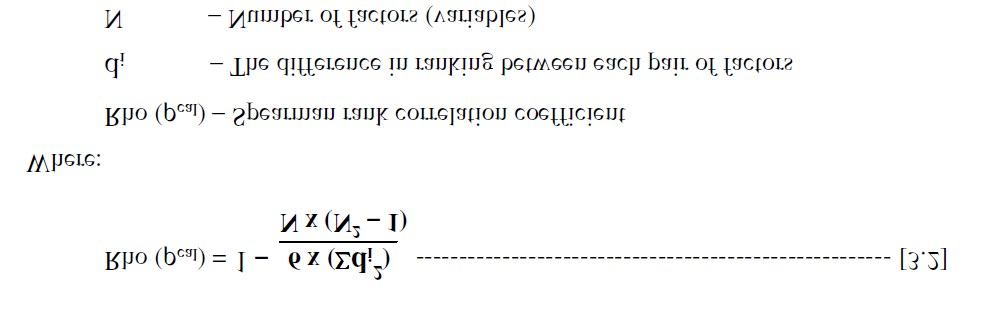 Rho (ρcal) = 1 − 6 x (Σdi²) ------------------------------------------------------- [3.2]
N x (N² − 1)
Where:
Rho (ρcal) – Spearman rank correlation coefficient
di – The difference in ranking between each pair of factors
N – Number of factors (variables)